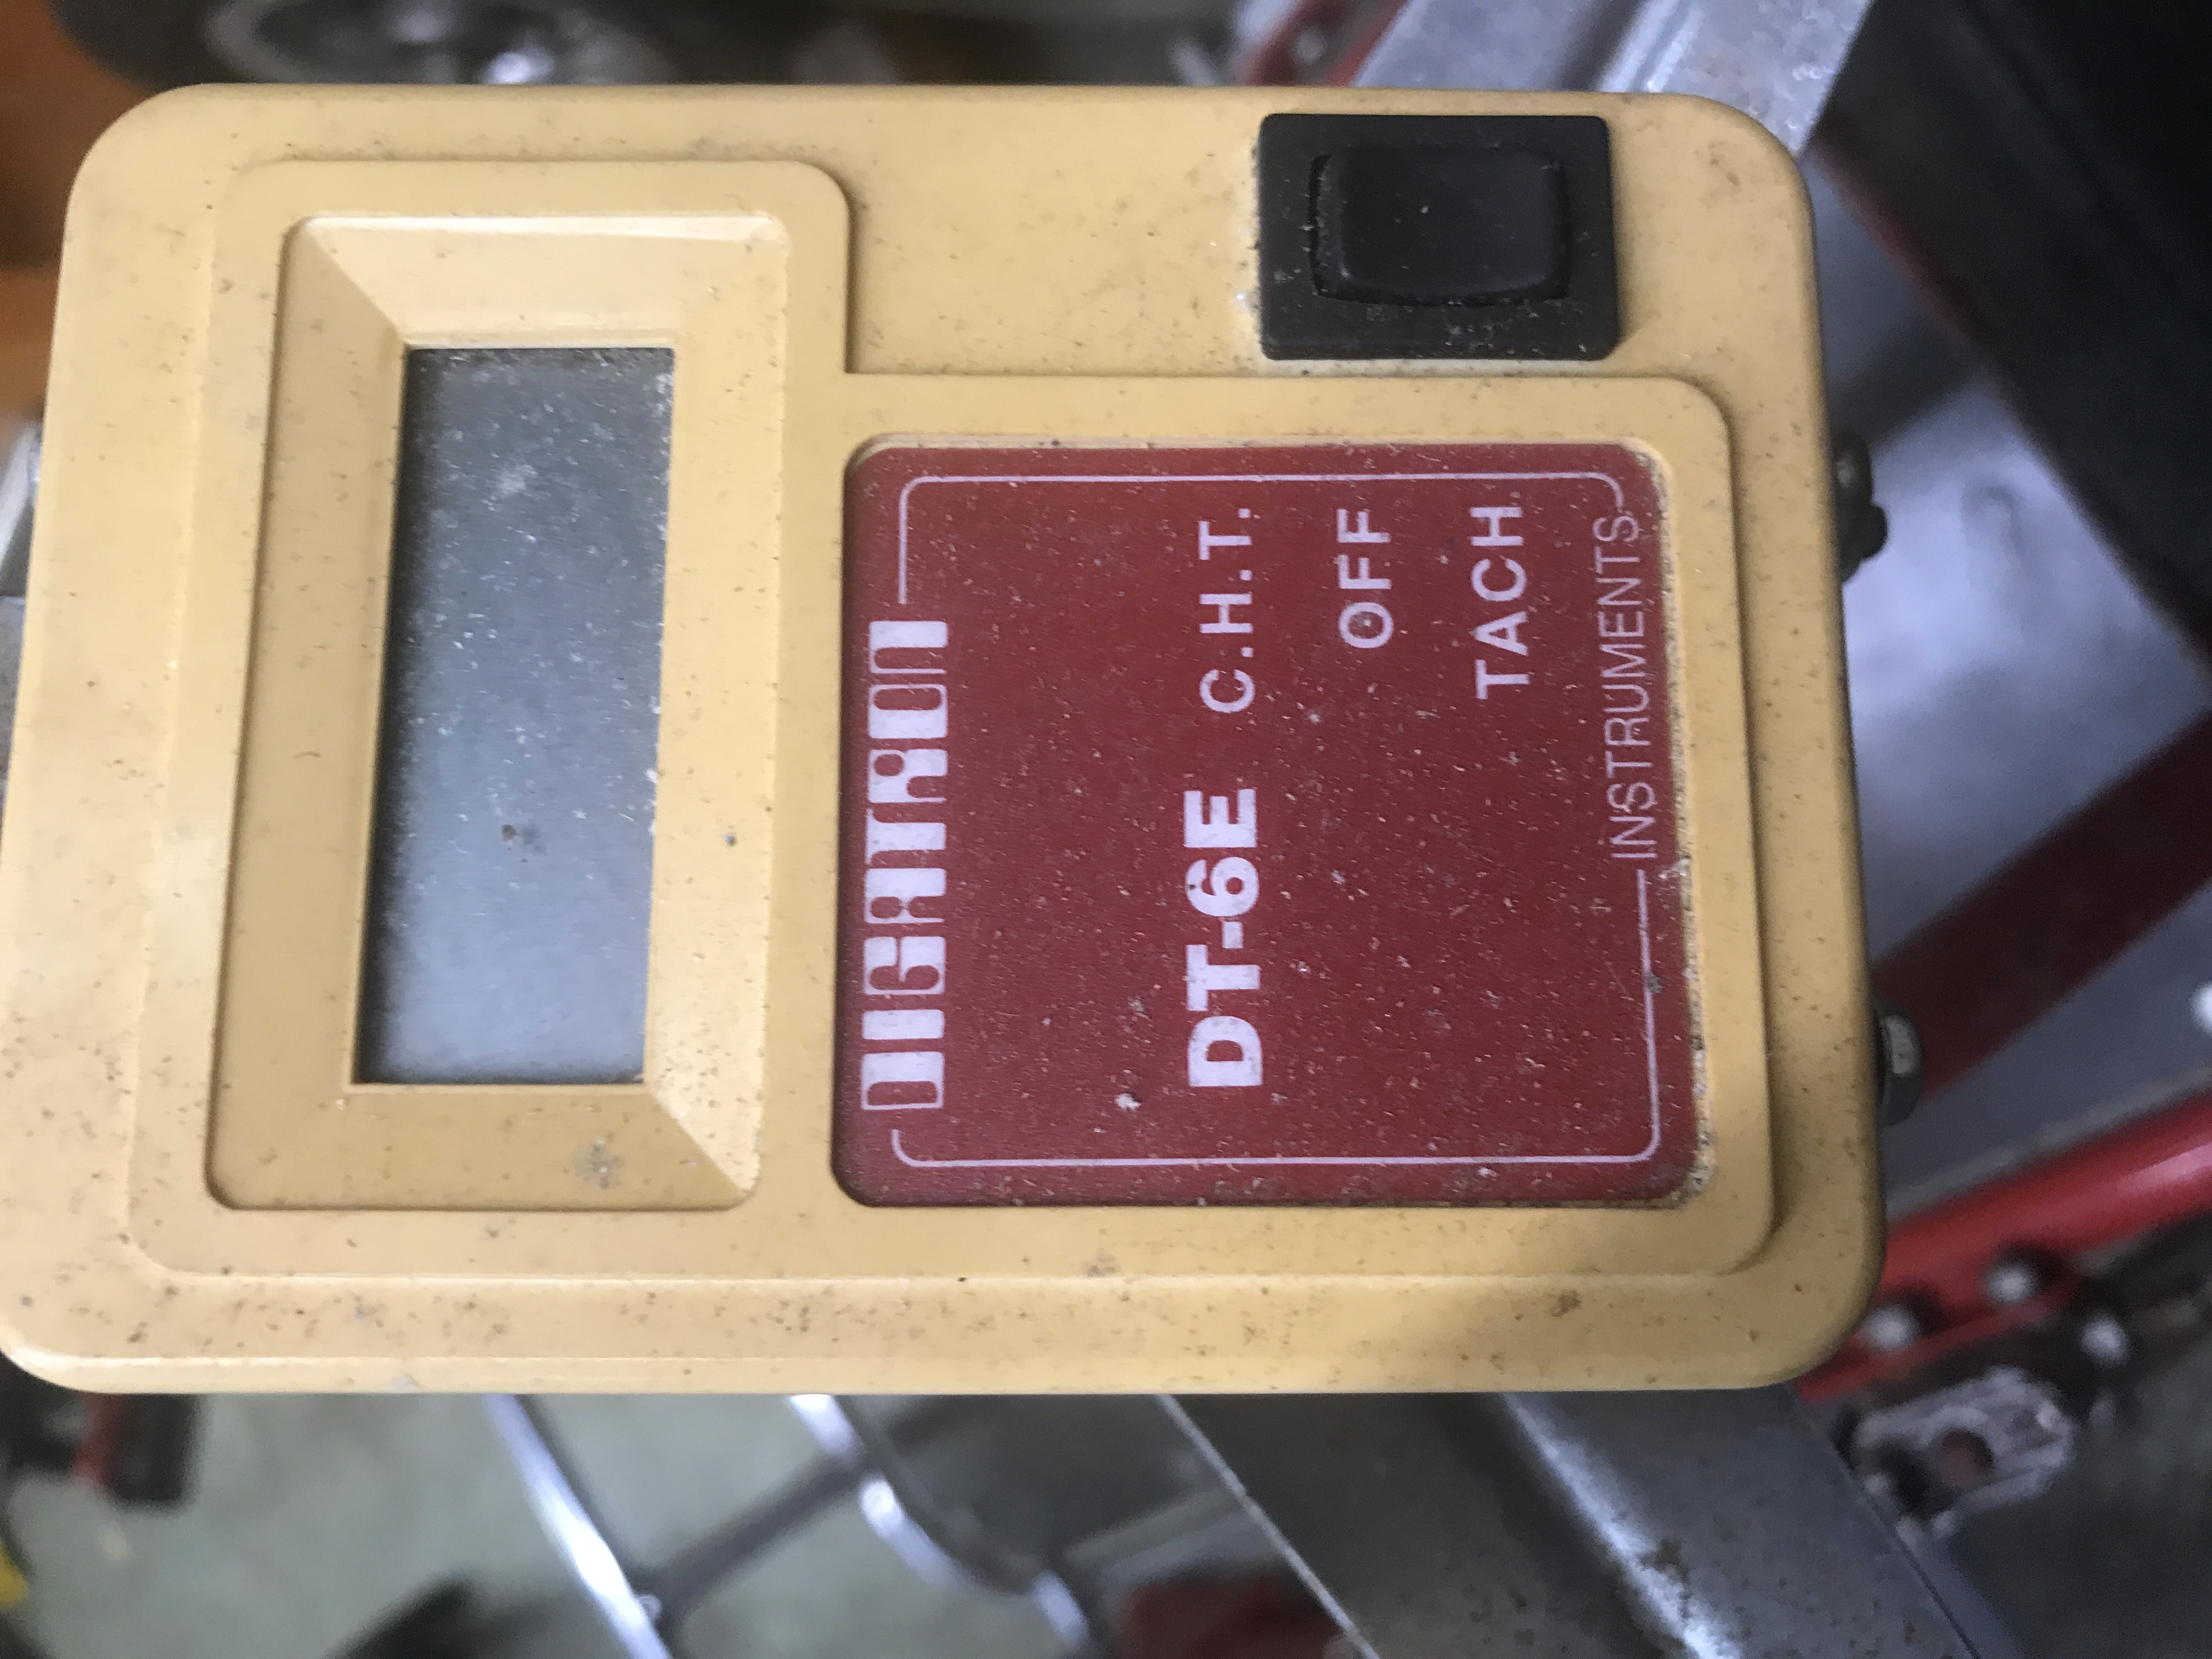 DIGATRON
DT-6E C.H.T.
OFF
TACH
INSTRUMENTS